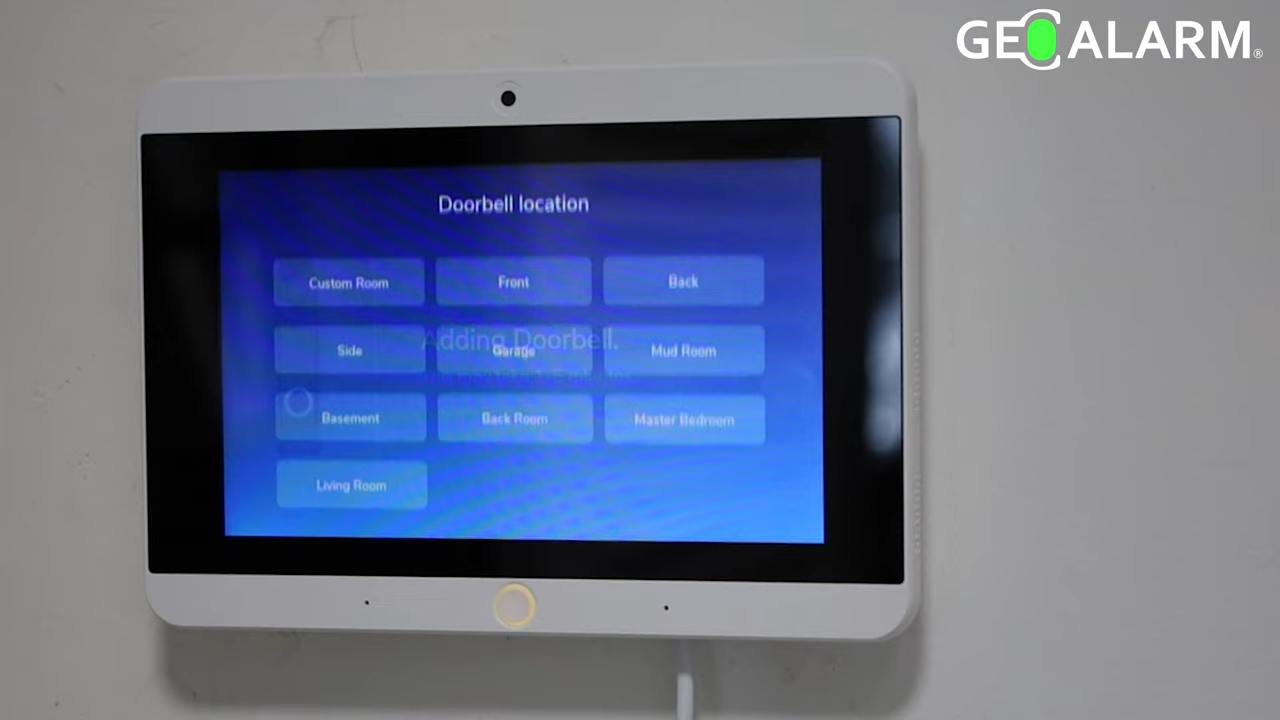 GEOALARM®
Doorbell location
Custom Room
Front
Back
Adding Doorbell.
Side
Garage
Mud Room
Basement
Back Room
Master Bedroom
Living Room